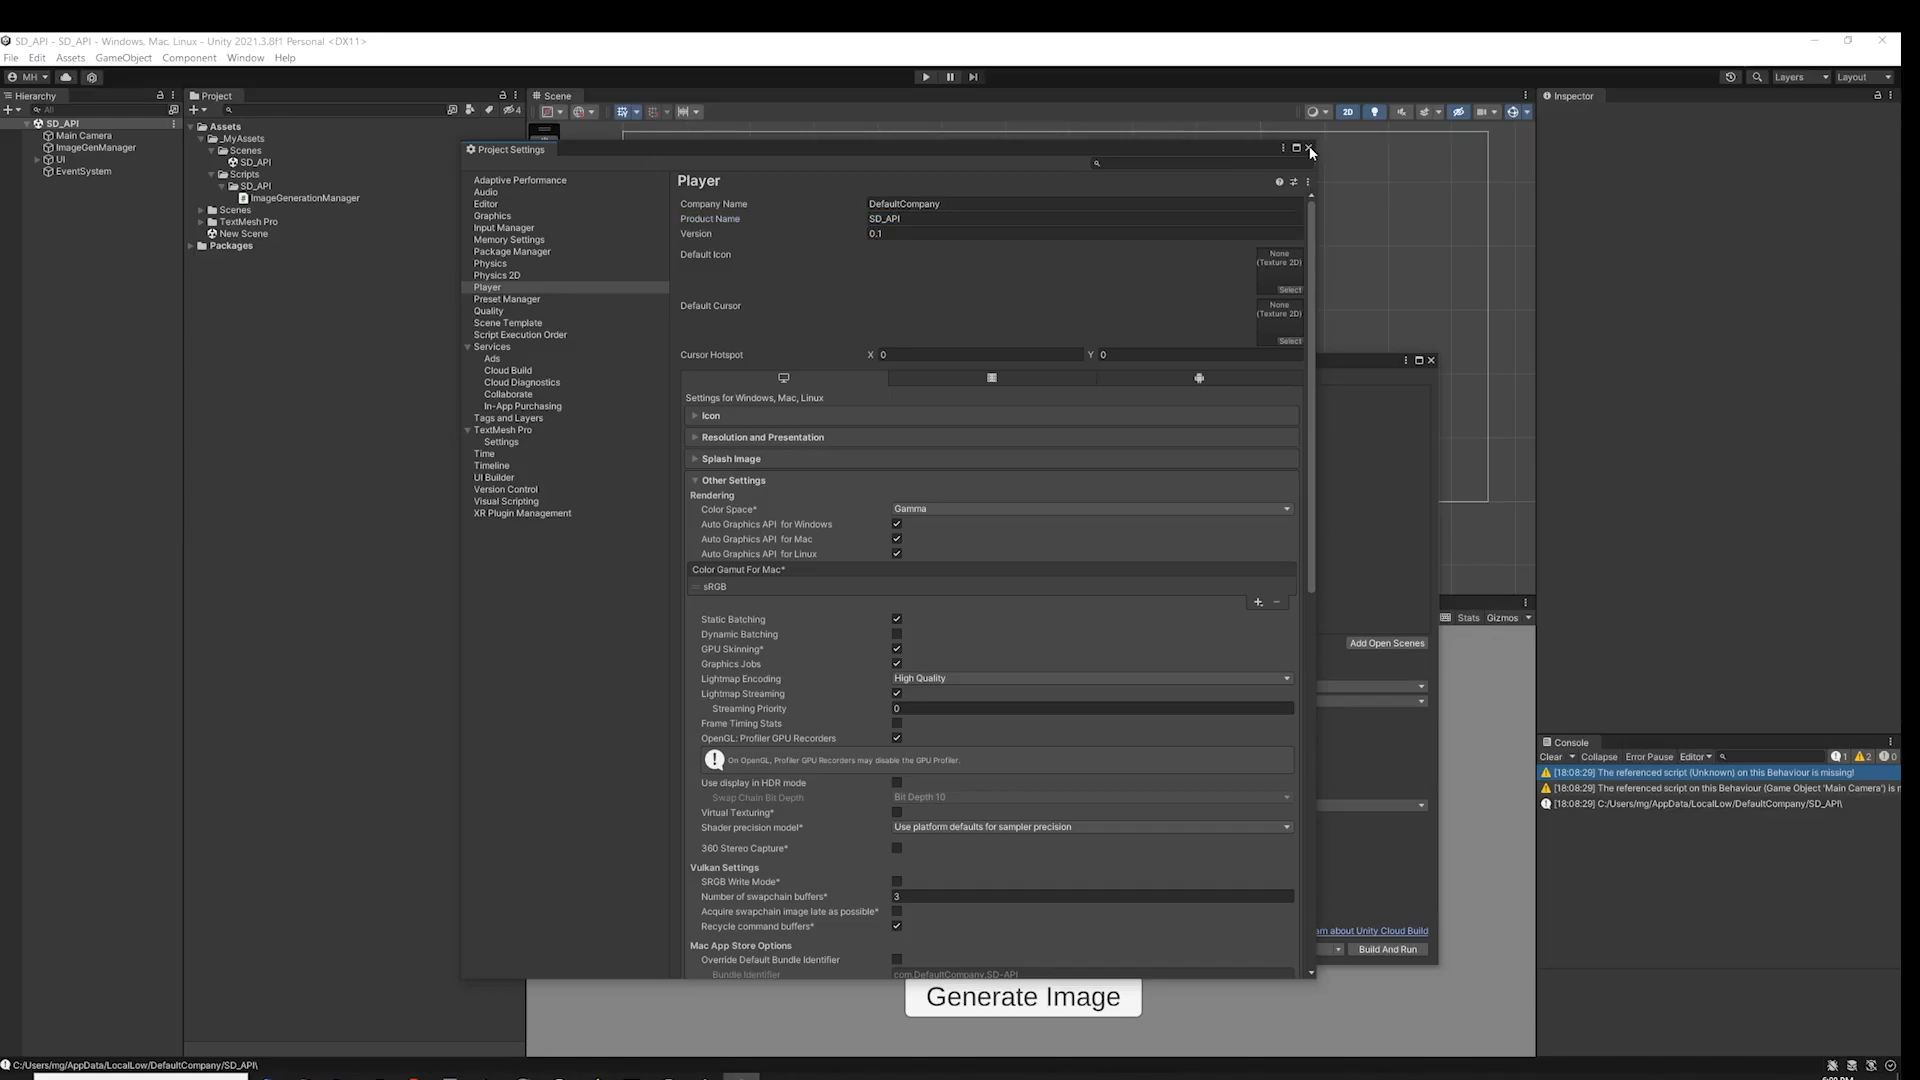 SD_API - SD_API - Windows, Mac, Linux - Unity 2021.3.8f1 Personal <DX11>
File Edit Assets GameObject Component Window Help
MH
Layers
Layout
Hierarchy
All
SD_API
Main Camera
ImageGenManager
UI
EventSystem
Project
4
Assets
_MyAssets
Scenes
SD_API
Scripts
SD_API
ImageGenerationManager
Scenes
TextMesh Pro
New Scene
Packages
Scene
2D
Inspector
Project Settings
Adaptive Performance
Audio
Editor
Graphics
Input Manager
Memory Settings
Package Manager
Physics
Physics 2D
Player
Preset Manager
Quality
Scene Template
Script Execution Order
Services
Ads
Cloud Build
Cloud Diagnostics
Collaborate
In-App Purchasing
Tags and Layers
TextMesh Pro
Settings
Time
Timeline
UI Builder
Version Control
Visual Scripting
XR Plugin Management
Player
Company Name DefaultCompany
Product Name SD_API
Version 0.1
Default Icon
None
(Texture 2D)
Select
Default Cursor
None
(Texture 2D)
Select
Cursor Hotspot X 0 Y 0
Settings for Windows, Mac, Linux
Icon
Resolution and Presentation
Splash Image
Other Settings
Rendering
Color Space* Gamma
Auto Graphics API for Windows
Auto Graphics API for Mac
Auto Graphics API for Linux
Color Gamut For Mac*
sRGB
Static Batching
Dynamic Batching
GPU Skinning*
Graphics Jobs
Lightmap Encoding High Quality
Lightmap Streaming
Streaming Priority 0
Frame Timing Stats
OpenGL: Profiler GPU Recorders
On OpenGL, Profiler GPU Recorders may disable the GPU Profiler.
Use display in HDR mode
Swap Chain Bit Depth Bit Depth 10
Virtual Texturing*
Shader precision model* Use platform defaults for sampler precision
360 Stereo Capture*
Vulkan Settings
SRGB Write Mode*
Number of swapchain buffers* 3
Acquire swapchain image late as possible*
Recycle command buffers*
Mac App Store Options
Override Default Bundle Identifier
Bundle Identifier com.DefaultCompany.SD-API
Stats Gizmos
Add Open Scenes
arn about Unity Cloud Build
Build And Run
Generate Image
Console
Clear Collapse Error Pause Editor 1 2 0
[18:08:29] The referenced script (Unknown) on this Behaviour is missing!
[18:08:29] The referenced script on this Behaviour (Game Object 'Main Camera') is
[18:08:29] C:/Users/mg/AppData/LocalLow/DefaultCompany/SD_API\
C:/Users/mg/AppData/LocalLow/DefaultCompany/SD_API\